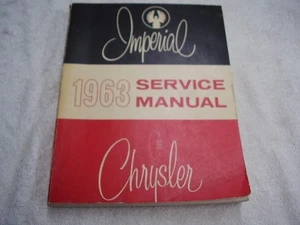 Imperial
1963 SERVICE
MANUAL
Chrysler